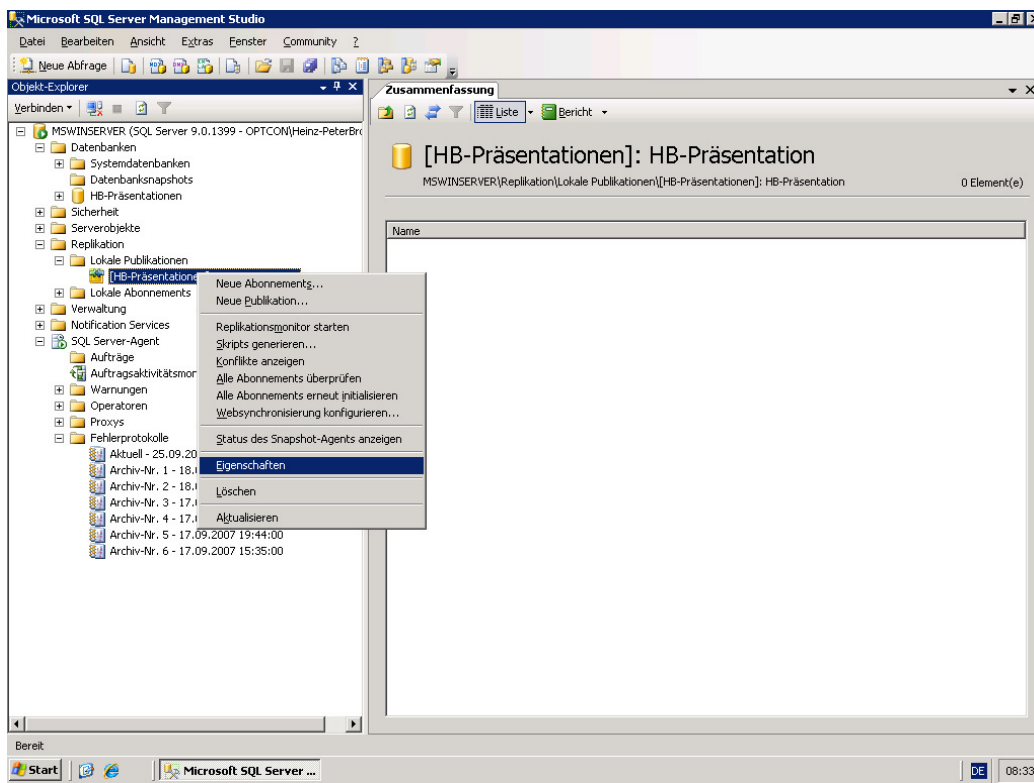 Microsoft SQL Server Management Studio
Datei Bearbeiten Ansicht Extras Fenster Community ?
Neue Abfrage
Objekt-Explorer
Verbinden
MSWINSERVER (SQL Server 9.0.1399 - OPTCON\Heinz-PeterBro
Datenbanken
Systemdatenbanken
Datenbanksnapshots
HB-Präsentationen
Sicherheit
Serverobjekte
Replikation
Lokale Publikationen
[HB-Präsentatione
Lokale Abonnements
Verwaltung
Notification Services
SQL Server-Agent
Aufträge
Auftragsaktivitätsmon
Warnungen
Operatoren
Proxys
Fehlerprotokolle
Aktuell - 25.09.20
Archiv-Nr. 1 - 18.
Archiv-Nr. 2 - 18.
Archiv-Nr. 3 - 17.
Archiv-Nr. 4 - 17.
Archiv-Nr. 5 - 17.09.2007 19:44:00
Archiv-Nr. 6 - 17.09.2007 15:35:00
Neue Abonnements...
Neue Publikation...
Replikationsmonitor starten
Skripts generieren...
Konflikte anzeigen
Alle Abonnements überprüfen
Alle Abonnements erneut initialisieren
Websynchronisierung konfigurieren...
Status des Snapshot-Agents anzeigen
Eigenschaften
Löschen
Aktualisieren
Zusammenfassung
Liste Bericht
[HB-Präsentationen]: HB-Präsentation
MSWINSERVER\Replikation\Lokale Publikationen\[HB-Präsentationen]: HB-Präsentation 0 Element(e)
Name
Bereit
Start Microsoft SQL Server ... DE 08:33